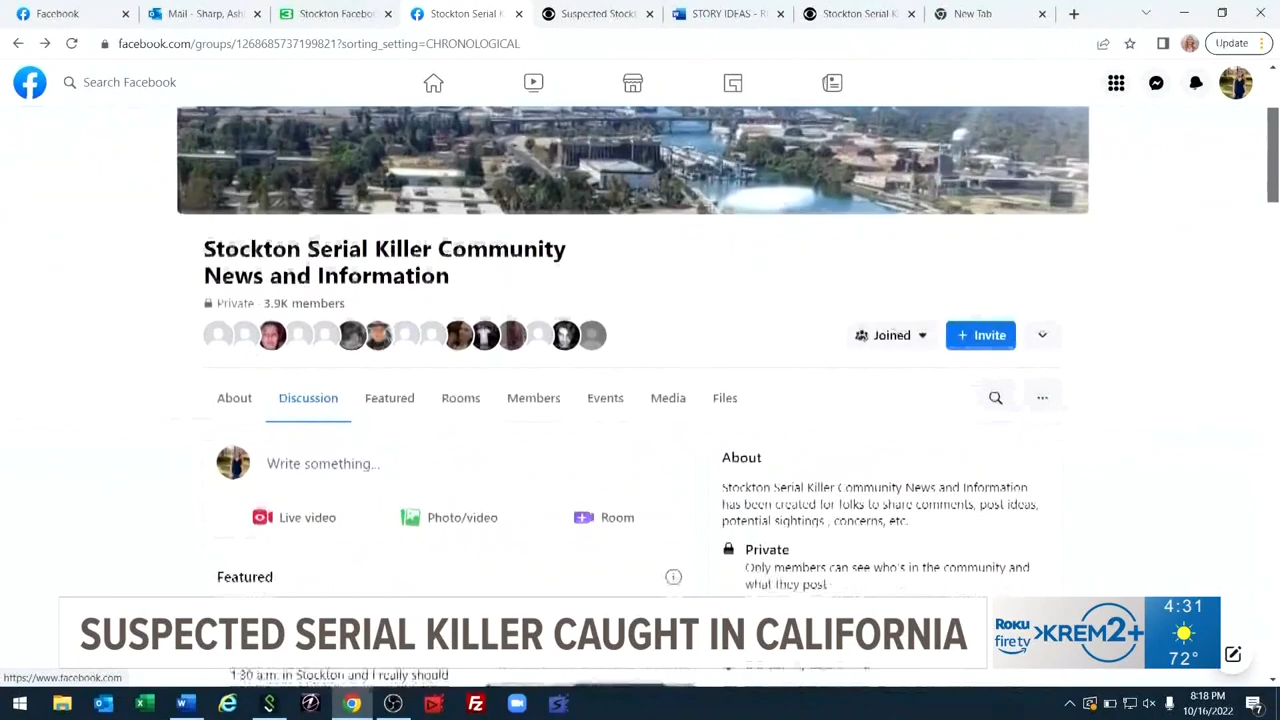 Facebook
Mail - Sharp, Ash
Stockton Facebo
Stockton Serial K
Suspected Stock
STORY IDEAS - R
Stockton Serial K
New Tab
facebook.com/groups/1268685737199821?sorting_setting=CHRONOLOGICAL
Update
Search Facebook
Stockton Serial Killer Community
News and Information
Private · 3.9K members
Joined
+ Invite
About
Discussion
Featured
Rooms
Members
Events
Media
Files
Write something...
Live video
Photo/video
Room
Featured
About
Stockton Serial Killer Community News and Information
has been created for folks to share comments, post ideas,
potential sightings , concerns, etc.
Private
Only members can see who's in the community and
what they post.
SUSPECTED SERIAL KILLER CAUGHT IN CALIFORNIA
Roku
fire tv
KREM2+
4:31
72°
1:30 a.m. in Stockton and I really should
https://www.facebook.com
8:18 PM
10/16/2022
7